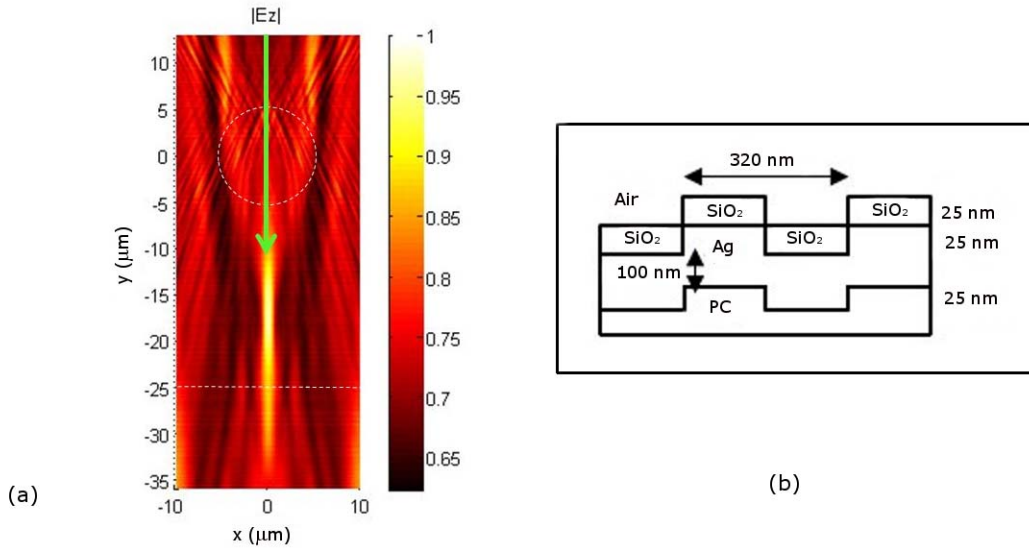 |Ez|
10
5
0
-5
-10
-15
-20
-25
-30
-35
y (μm)
-10 0 10
x (μm)
1
0.95
0.9
0.85
0.8
0.75
0.7
0.65
(a)
320 nm
Air
SiO₂ SiO₂ 25 nm
SiO₂ Ag SiO₂ 25 nm
100 nm
PC 25 nm
(b)